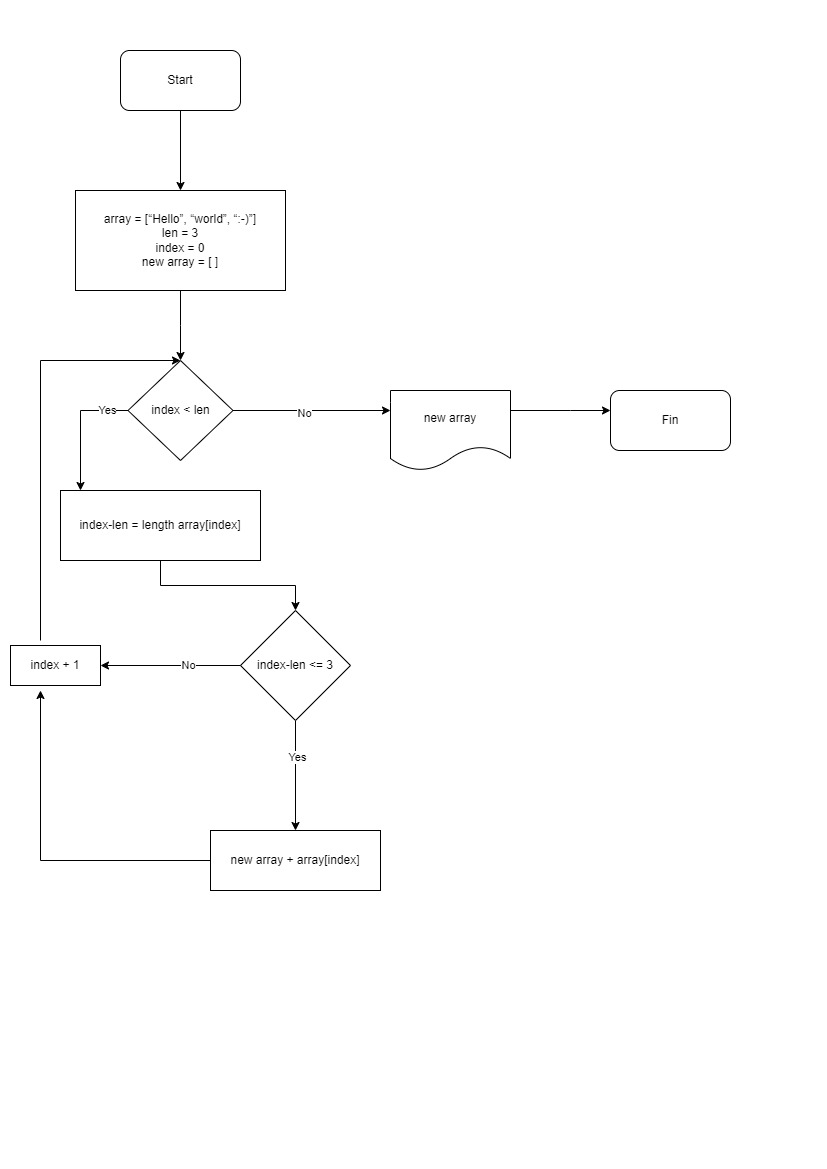 Start
array = [“Hello”, “world”, “:-)”]
len = 3
index = 0
new array = [ ]
index < len
Yes
No
new array
Fin
index-len = length array[index]
index + 1
No
index-len <= 3
Yes
new array + array[index]